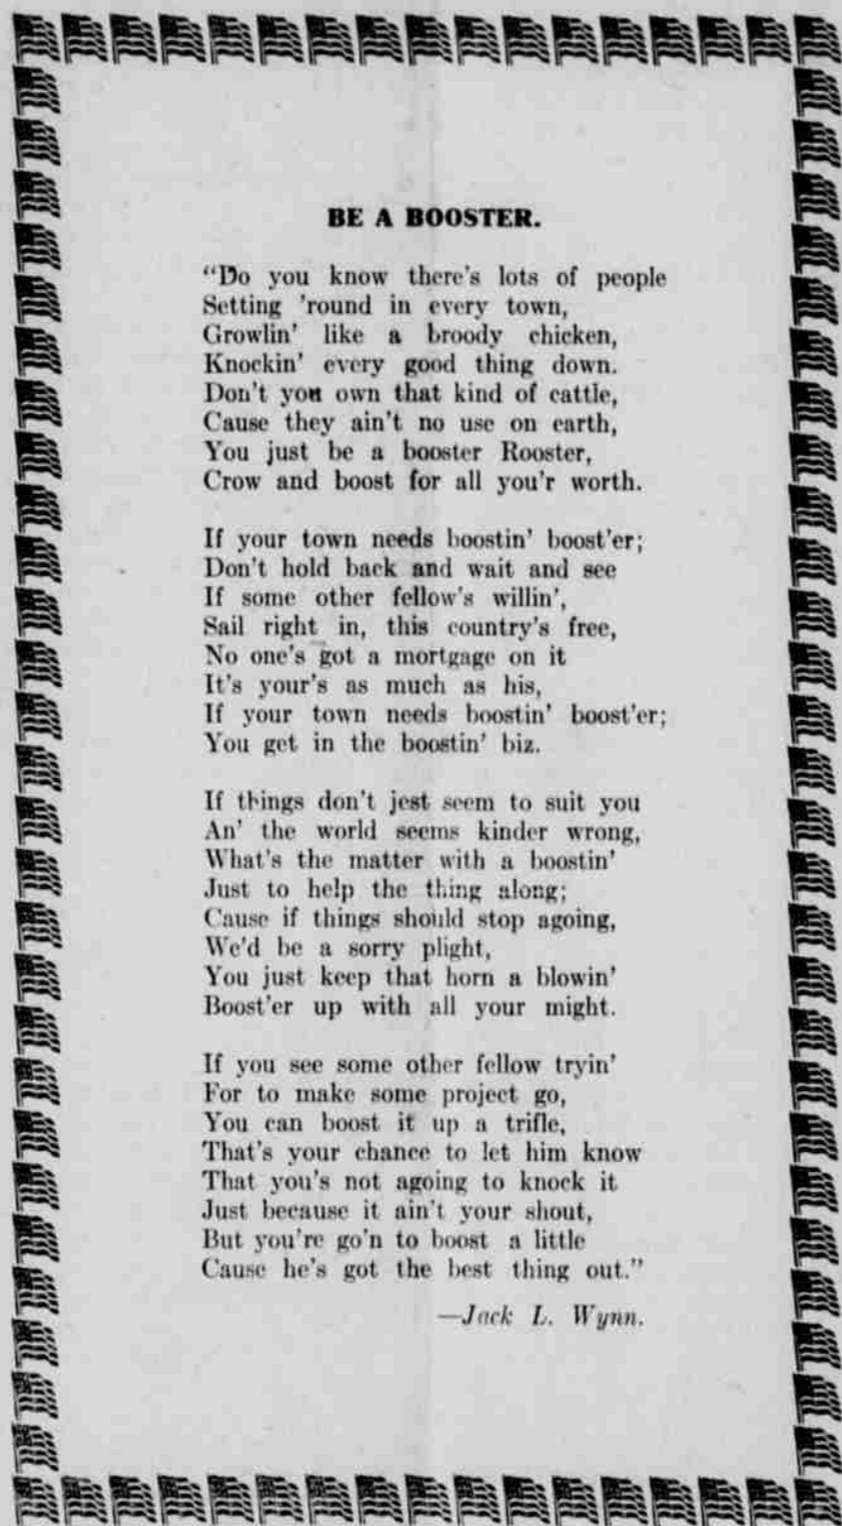 BE A BOOSTER.
"Do you know there's lots of people
Setting 'round in every town,
Growlin' like a broody chicken,
Knockin' every good thing down.
Don't you own that kind of cattle,
Cause they ain't no use on earth,
You just be a booster Rooster,
Crow and boost for all you'r worth.
If your town needs boostin' boost'er;
Don't hold back and wait and see
If some other fellow's willin',
Sail right in, this country's free,
No one's got a mortgage on it
It's your's as much as his,
If your town needs boostin' boost'er;
You get in the boostin' biz.
If things don't jest seem to suit you
An' the world seems kinder wrong,
What's the matter with a boostin'
Just to help the thing along;
Cause if things should stop agoing,
We'd be a sorry plight,
You just keep that horn a blowin'
Boost'er up with all your might.
If you see some other fellow tryin'
For to make some project go,
You can boost it up a trifle,
That's your chance to let him know
That you's not agoing to knock it
Just because it ain't your shout,
But you're go'n to boost a little
Cause he's got the best thing out."
—Jack L. Wynn.